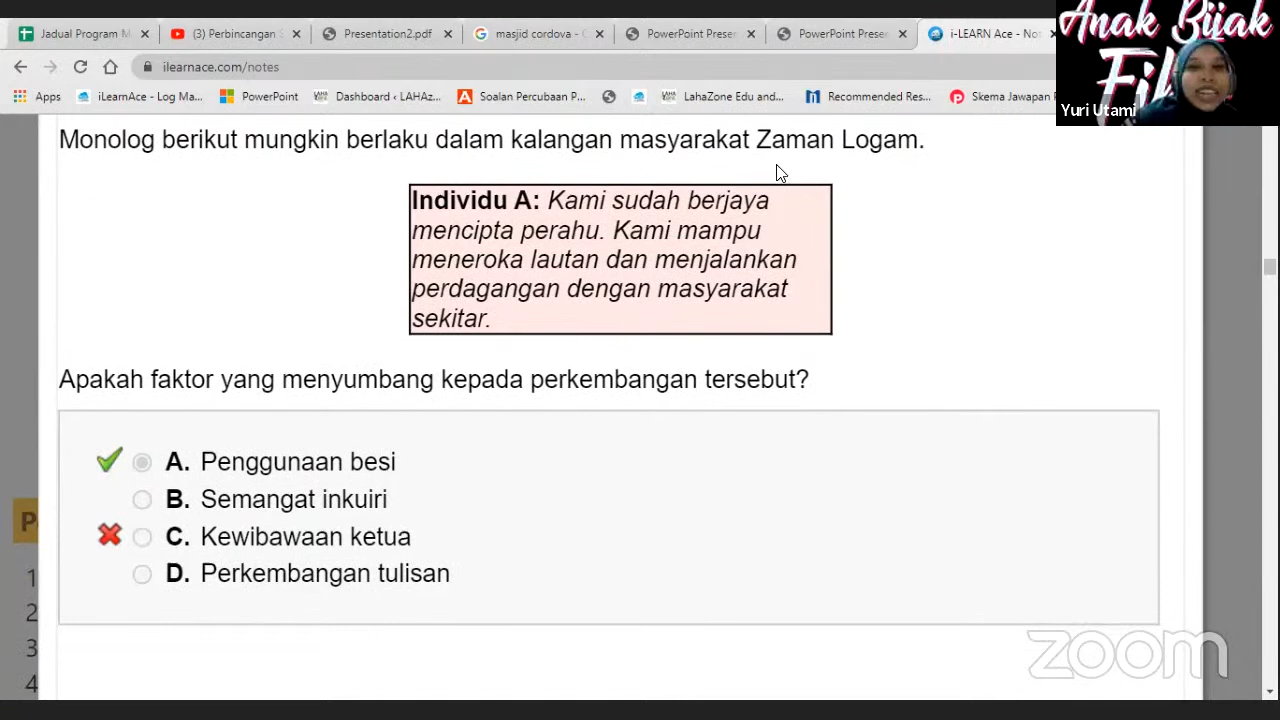 Jadual Program M
(3) Perbincangan
Presentation2.pdf
masjid cordova -
PowerPoint Prese
PowerPoint Prese
i-LEARN Ace - No
ilearnace.com/notes
Apps
iLearnAce - Log Ma...
PowerPoint
Dashboard ‹ LAHAz...
Soalan Percubaan P...
LahaZone Edu and...
Recommended Res...
Skema Jawapan
Anak Bijak
Yuri Utami
Monolog berikut mungkin berlaku dalam kalangan masyarakat Zaman Logam.
Individu A: Kami sudah berjaya
mencipta perahu. Kami mampu
meneroka lautan dan menjalankan
perdagangan dengan masyarakat
sekitar.
Apakah faktor yang menyumbang kepada perkembangan tersebut?
A. Penggunaan besi
B. Semangat inkuiri
C. Kewibawaan ketua
D. Perkembangan tulisan
1
2
3
4
zoom